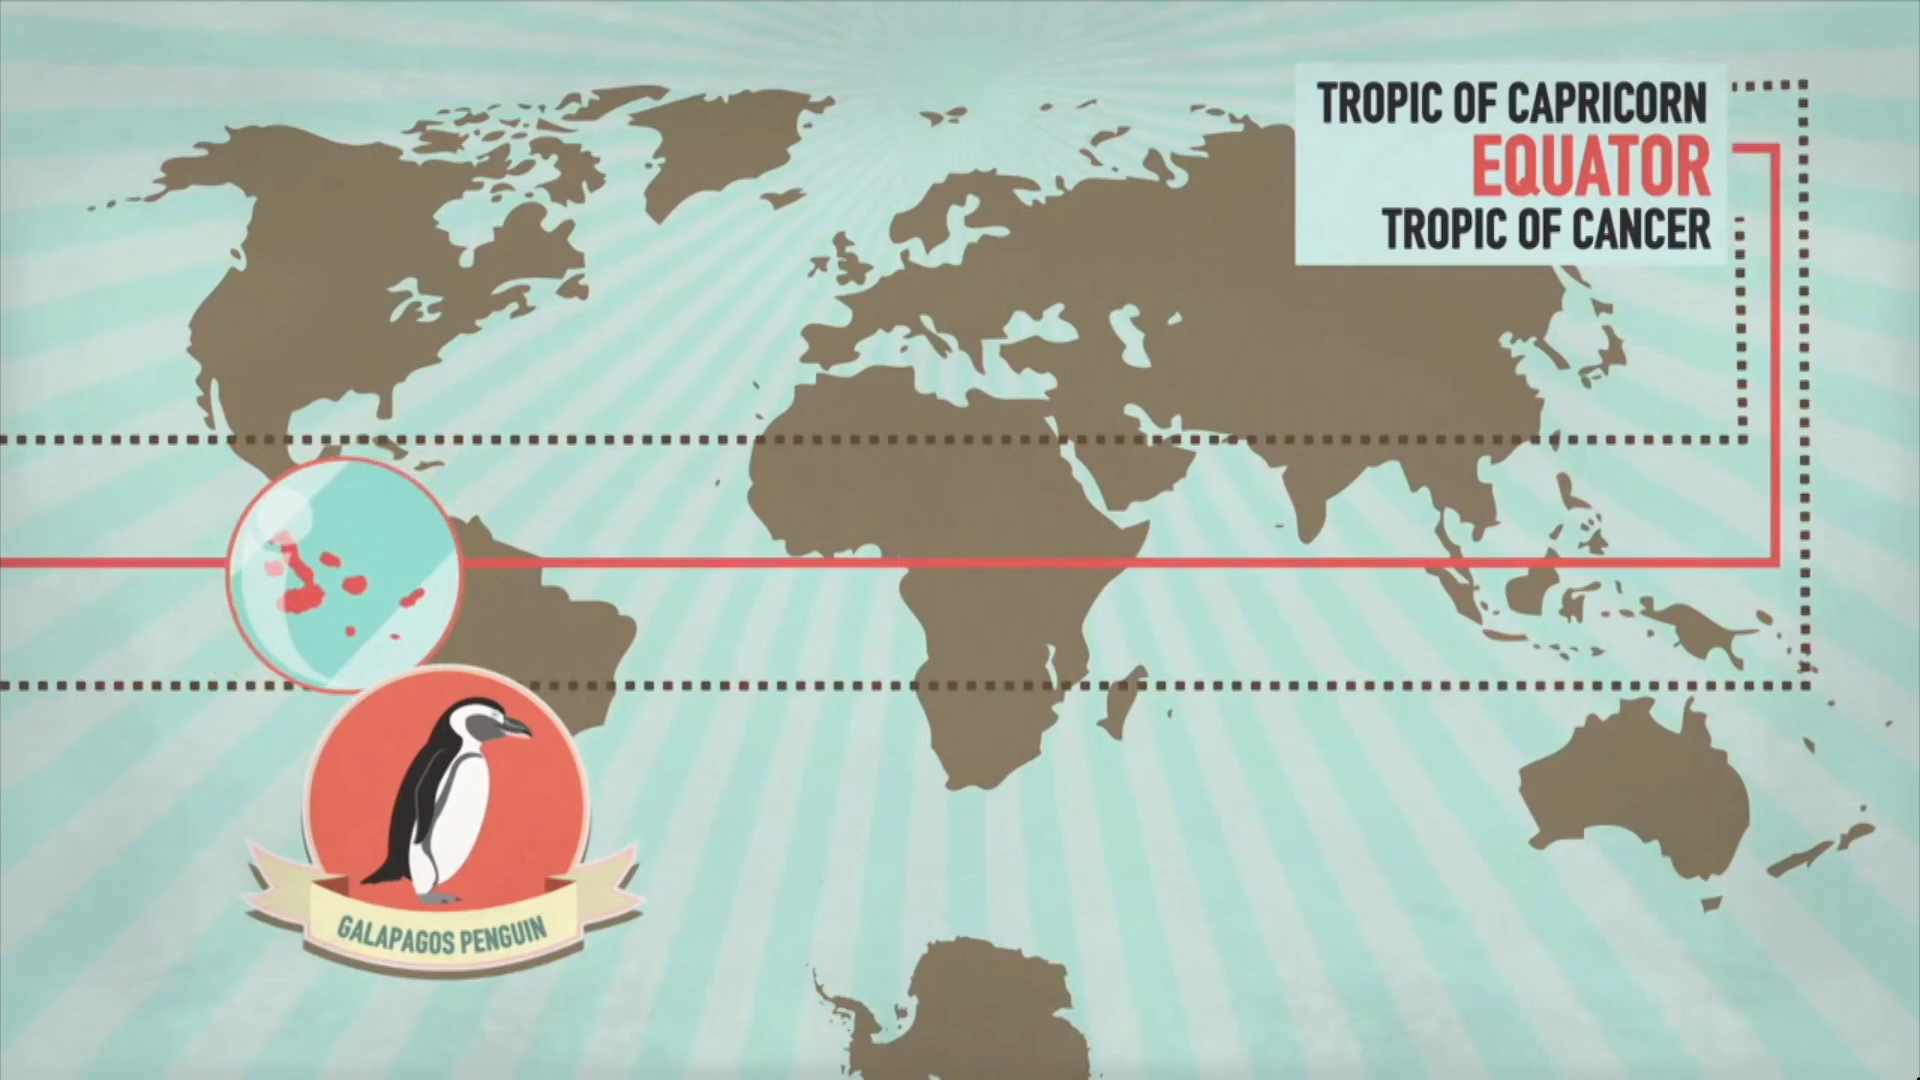 TROPIC OF CAPRICORN
EQUATOR
TROPIC OF CANCER
GALAPAGOS PENGUIN